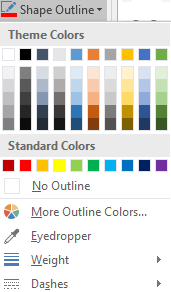 Shape Outline
Theme Colors
Standard Colors
No Outline
More Outline Colors...
Eyedropper
Weight
Dashes